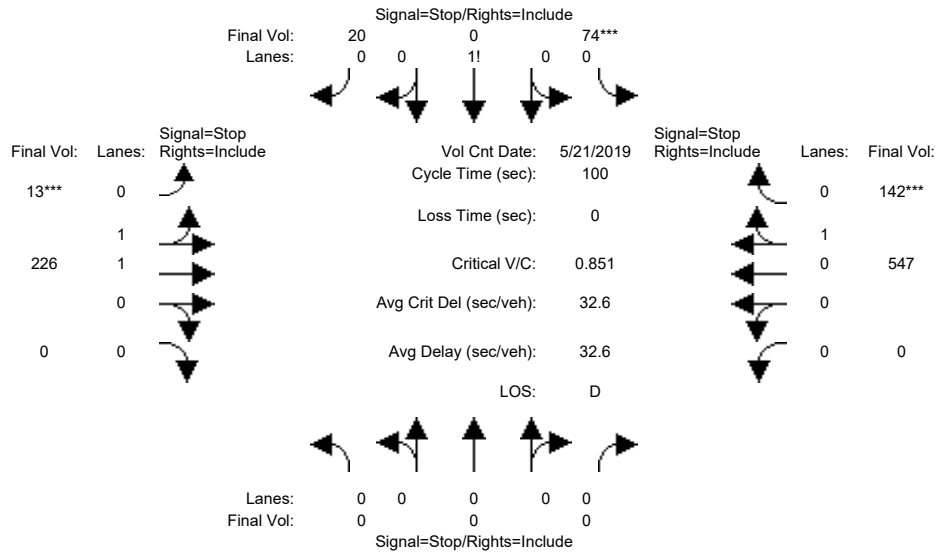 Signal=Stop/Rights=Include
Final Vol: 20 0 74***
Lanes: 0 0 1! 0 0
Signal=Stop Signal=Stop
Final Vol: Lanes: Rights=Include Vol Cnt Date: 5/21/2019 Rights=Include Lanes: Final Vol:
Cycle Time (sec): 100
13*** 0 0 142***
Loss Time (sec): 0
1 1
226 1 Critical V/C: 0.851 0 547
0 Avg Crit Del (sec/veh): 32.6 0
0 0 Avg Delay (sec/veh): 32.6 0 0
LOS: D
Lanes: 0 0 0 0 0
Final Vol: 0 0 0
Signal=Stop/Rights=Include